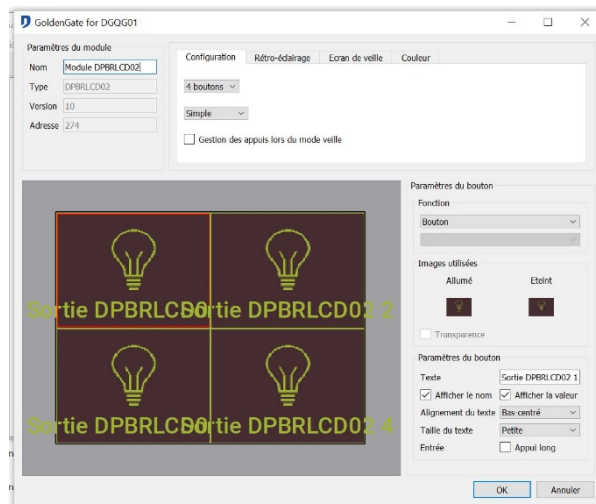 GoldenGate for DGQG01
Paramètres du module
Nom Module DPBRLCD02
Type DPBRLCD02
Version 10
Adresse 274
Configuration Rétro-éclairage Ecran de veille Couleur
4 boutons
Simple
Gestion des appuis lors du mode veille
Sortie DPBRLCD0 Sortie DPBRLCD02 2
Sortie DPBRLCD0 Sortie DPBRLCD02 4
Paramètres du bouton
Fonction
Bouton
Images utilisées
Allumé Eteint
Transparence
Paramètres du bouton
Texte Sortie DPBRLCD02 1
Afficher le nom Afficher la valeur
Alignement du texte Bas-centré
Taille du texte Petite
Entrée Appui long
OK Annuler